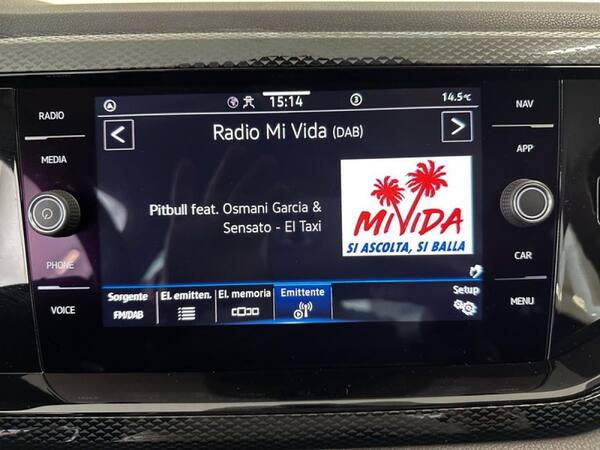 RADIO
MEDIA
PHONE
VOICE
NAV
APP
CAR
MENU
15:14
3
14.5°C
Radio Mi Vida (DAB)
Pitbull feat. Osmani Garcia &
Sensato - El Taxi
MIVIDA
SI ASCOLTA, SI BALLA
Sorgente
FM/DAB
El. emitten.
El. memoria
Emittente
Setup